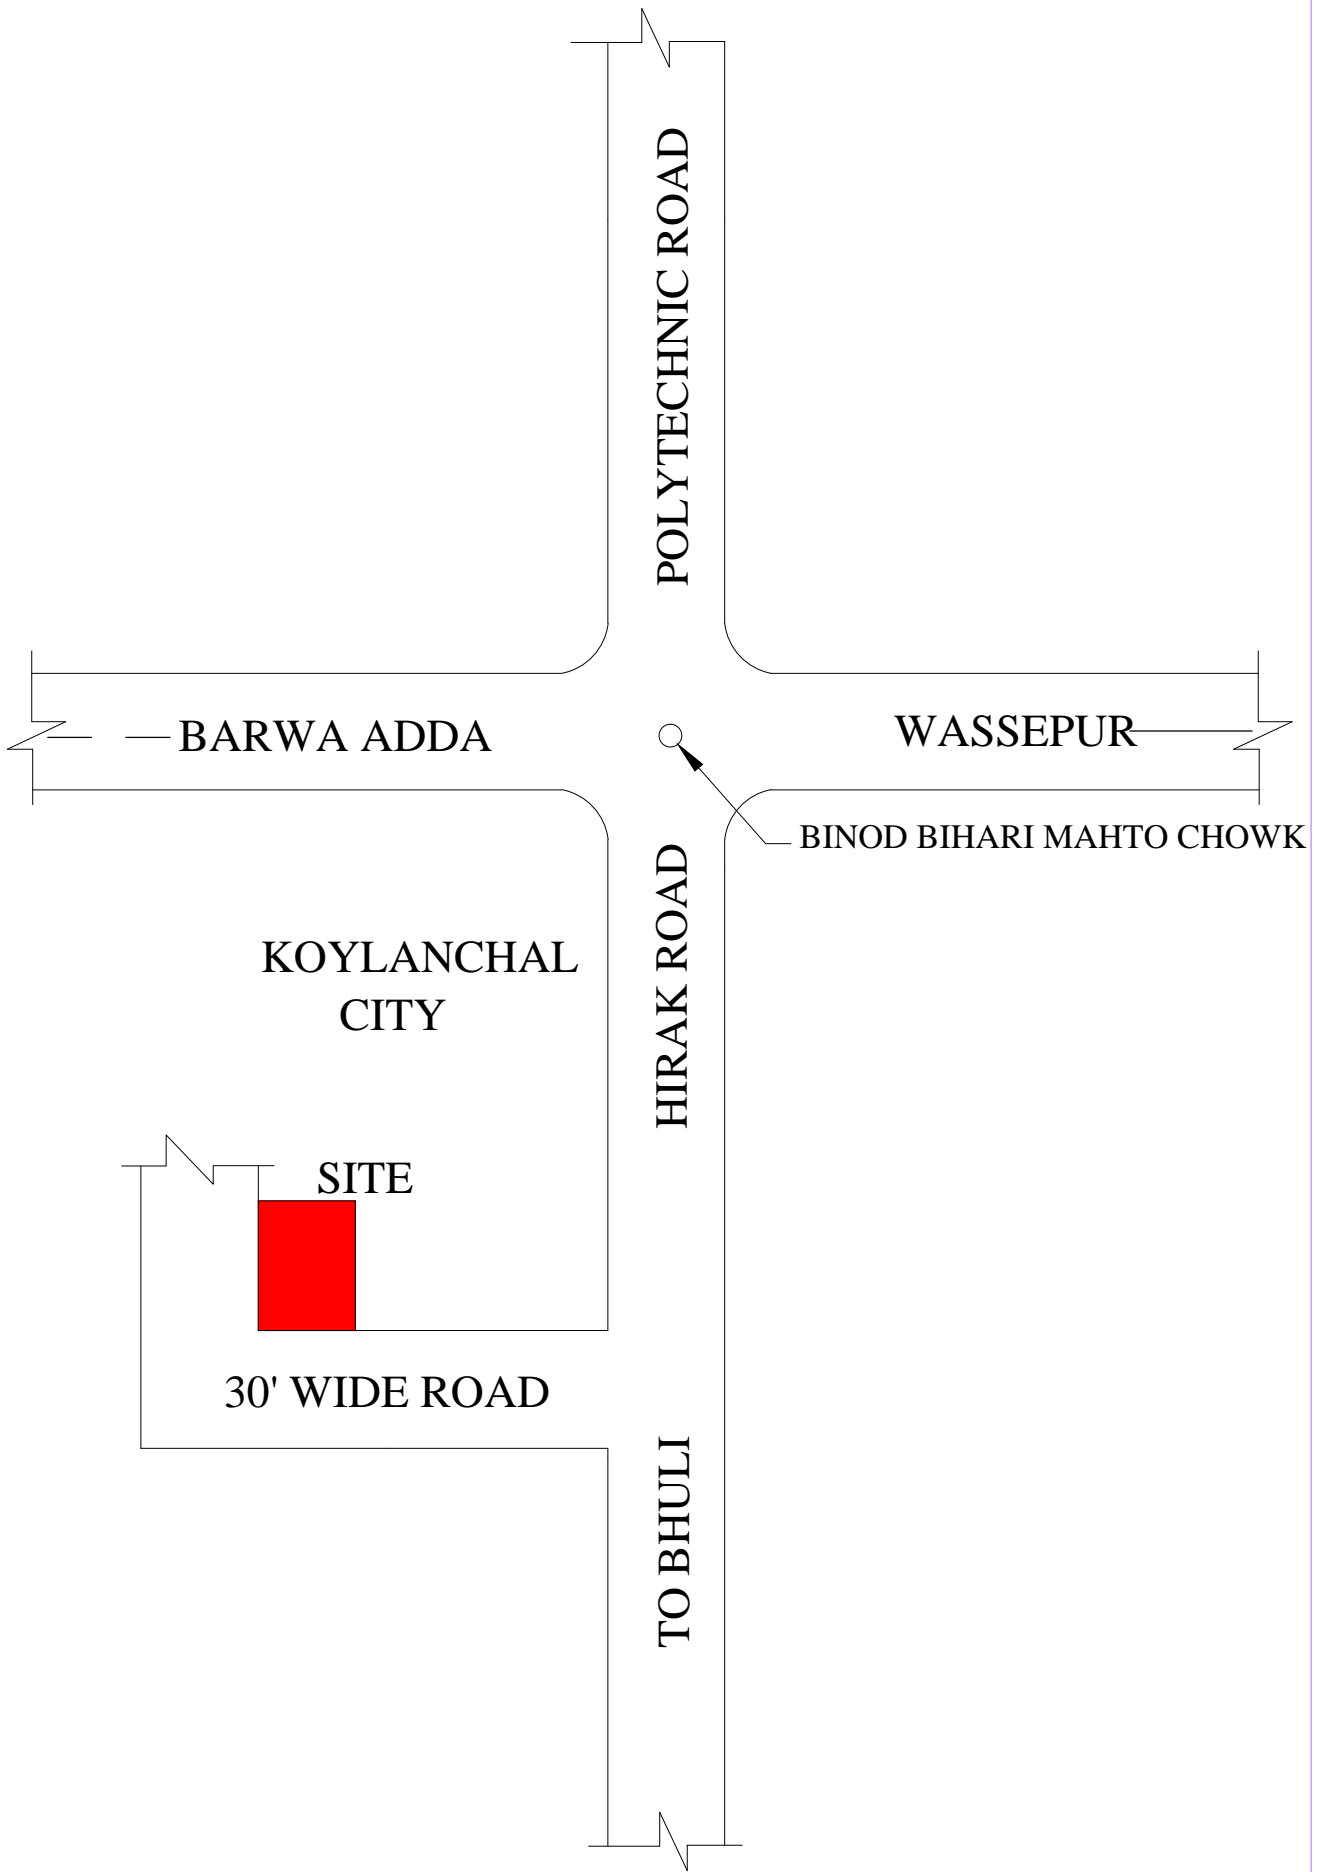 POLYTECHNIC ROAD
BARWA ADDA
WASSEPUR
BINOD BIHARI MAHTO CHOWK
HIRAK ROAD
KOYLANCHAL
CITY
SITE
30' WIDE ROAD
TO BHULI